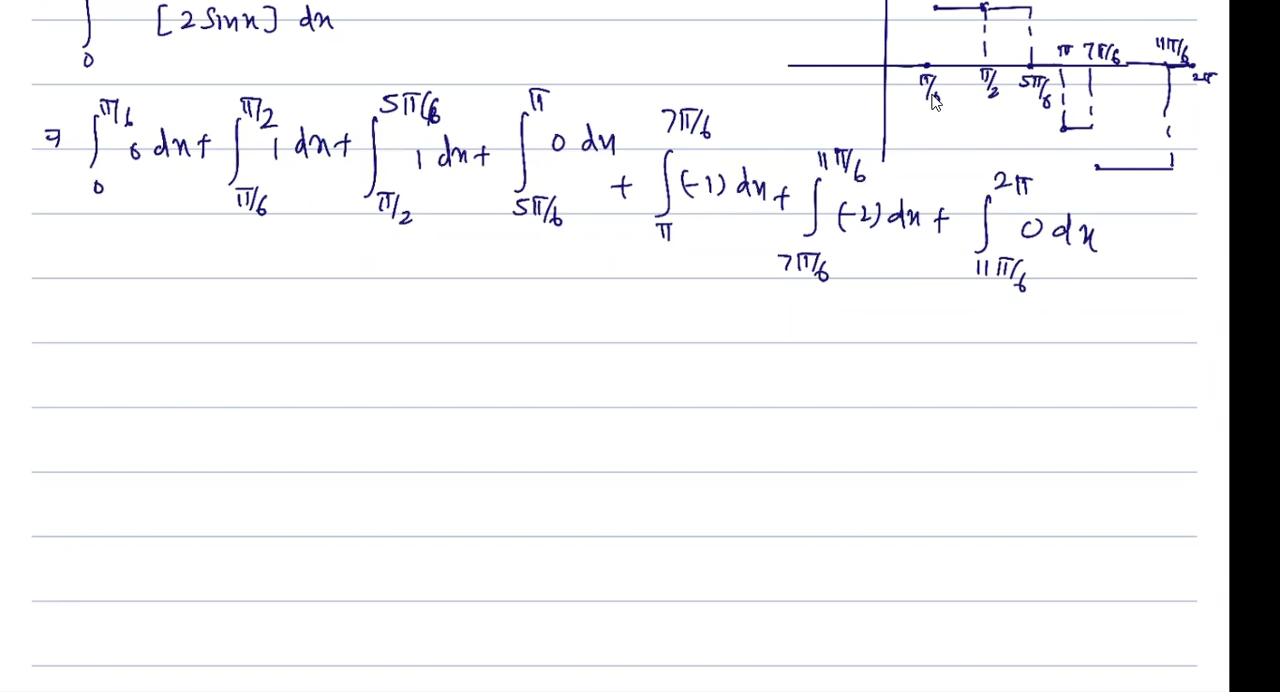 ∫₀ [2 sin x] dx
π π/6 7π/6 11π/6 2π
π/2 5π/6
⇒ ∫₀^{π/6} 0 dx + ∫_{π/6}^{π/2} 1 dx + ∫_{π/2}^{5π/6} 1 dx + ∫_{5π/6}^{π} 0 dx + ∫_{π}^{7π/6} (-1) dx + ∫_{7π/6}^{11π/6} (-2) dx + ∫_{11π/6}^{2π} 0 dx